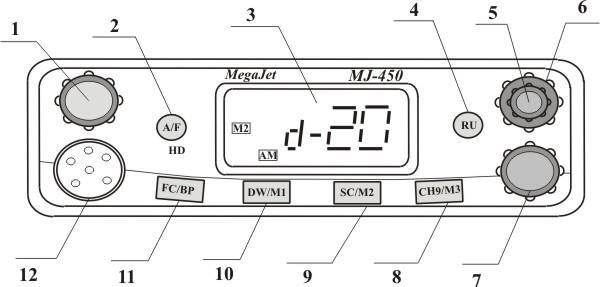 1 2 3 4 5 6
MegaJet MJ-450
A/F
HD
M2
d-20
AM
RU
FC/BP DW/M1 SC/M2 CH9/M3
12 11 10 9 8 7